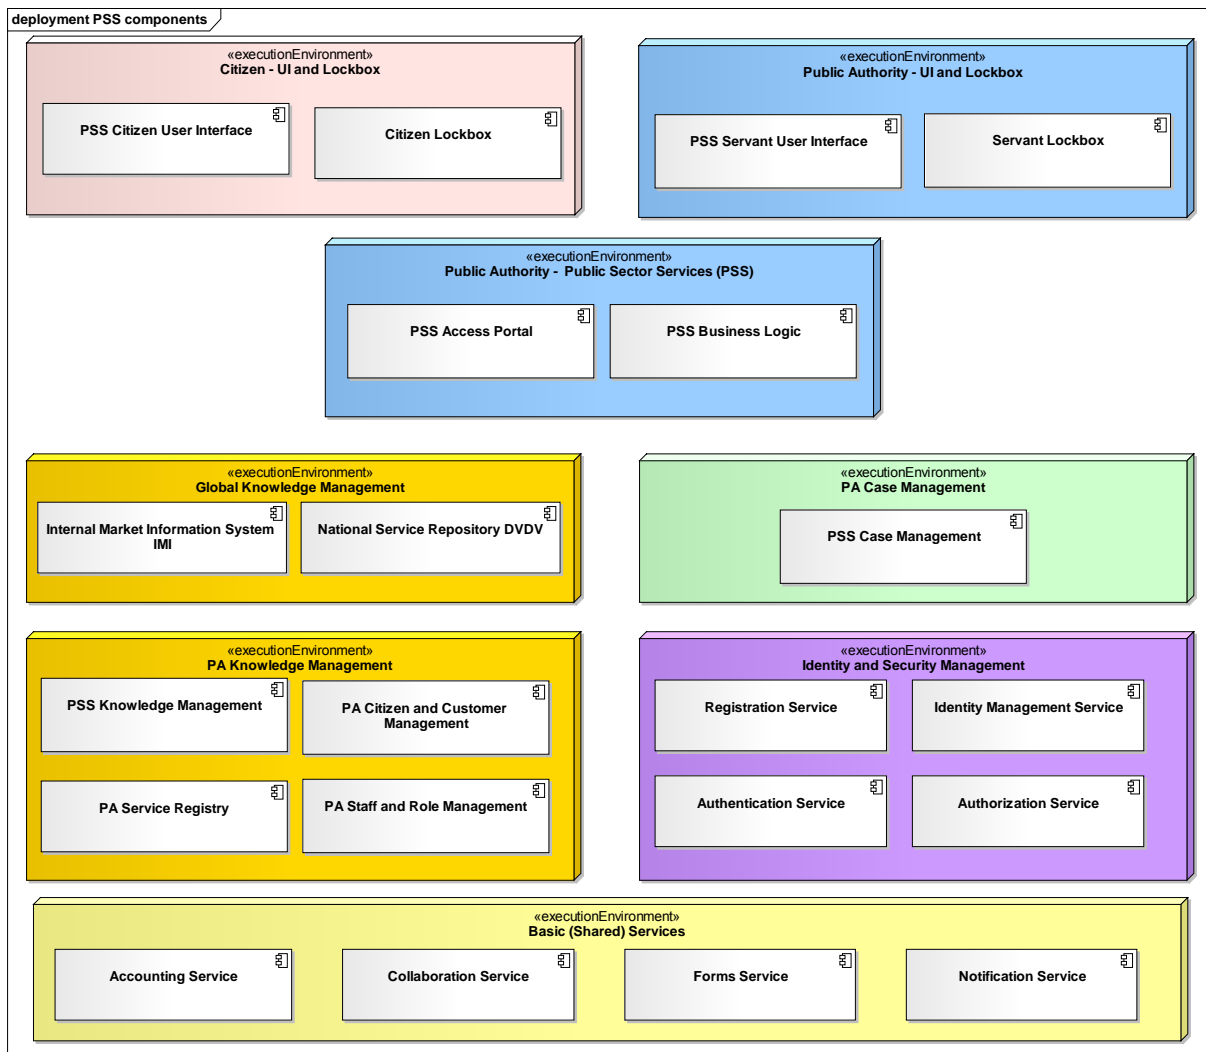 deployment PSS components
«executionEnvironment»
Citizen - UI and Lockbox
PSS Citizen User Interface
Citizen Lockbox
«executionEnvironment»
Public Authority - UI and Lockbox
PSS Servant User Interface
Servant Lockbox
«executionEnvironment»
Public Authority - Public Sector Services (PSS)
PSS Access Portal
PSS Business Logic
«executionEnvironment»
Global Knowledge Management
Internal Market Information System
IMI
National Service Repository DVDV
«executionEnvironment»
PA Case Management
PSS Case Management
«executionEnvironment»
PA Knowledge Management
PSS Knowledge Management
PA Citizen and Customer
Management
PA Service Registry
PA Staff and Role Management
«executionEnvironment»
Identity and Security Management
Registration Service
Identity Management Service
Authentication Service
Authorization Service
«executionEnvironment»
Basic (Shared) Services
Accounting Service
Collaboration Service
Forms Service
Notification Service